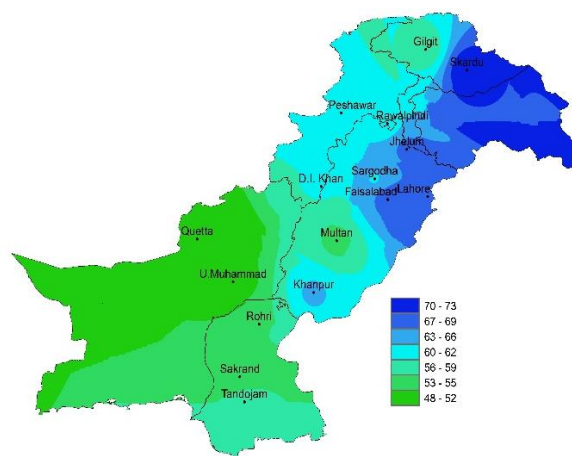 Gilgit
Skardu
Peshawar
Rawalpindi
Jhelum
Sargodha
D.I. Khan
Faisalabad
Lahore
Quetta
Multan
U.Muhammad
Khanpur
Rohri
Sakrand
Tandojam
70 - 73
67 - 69
63 - 66
60 - 62
56 - 59
53 - 55
48 - 52